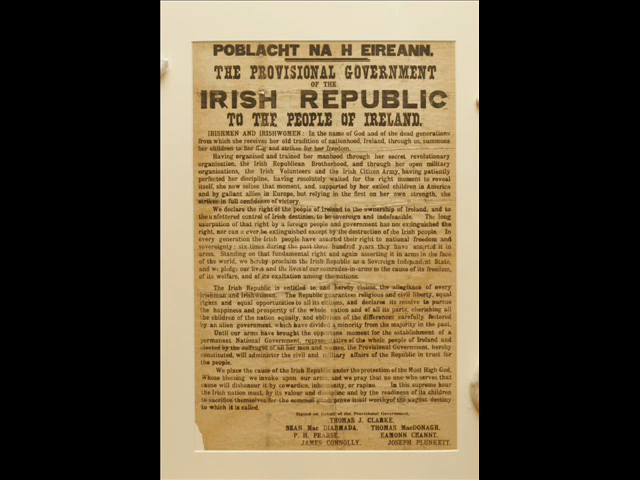 POBLACHT NA H EIREANN.
THE PROVISIONAL GOVERNMENT
OF THE
IRISH REPUBLIC
TO THE PEOPLE OF IRELAND.
IRISHMEN AND IRISHWOMEN: In the name of God and of the dead generations
from which she receives her old tradition of nationhood, Ireland, through us, summons
her children to her flag and strikes for her freedom.
Having organised and trained her manhood through her secret revolutionary
organisation, the Irish Republican Brotherhood, and through her open military
organisations, the Irish Volunteers and the Irish Citizen Army, having patiently
perfected her discipline, having resolutely waited for the right moment to reveal
itself, she now seizes that moment, and, supported by her exiled children in America
and by gallant allies in Europe, but relying in the first on her own strength, she
strikes in full confidence of victory.
We declare the right of the people of Ireland to the ownership of Ireland, and to
the unfettered control of Irish destinies, to be sovereign and indefeasible. The long
usurpation of that right by a foreign people and government has not extinguished the
right, nor can it ever be extinguished except by the destruction of the Irish people. In
every generation the Irish people have asserted their right to national freedom and
sovereignty; six times during the past three hundred years they have asserted it in
arms. Standing on that fundamental right and again asserting it in arms in the face
of the world, we hereby proclaim the Irish Republic as a Sovereign Independent State,
and we pledge our lives and the lives of our comrades-in-arms to the cause of its freedom,
of its welfare, and of its exaltation among the nations.
The Irish Republic is entitled to, and hereby claims, the allegiance of every
Irishman and Irishwoman. The Republic guarantees religious and civil liberty, equal
rights and equal opportunities to all its citizens, and declares its resolve to pursue
the happiness and prosperity of the whole nation and of all its parts, cherishing all
the children of the nation equally, and oblivious of the differences carefully fostered
by an alien government, which have divided a minority from the majority in the past.
Until our arms have brought the opportune moment for the establishment of a
permanent National Government, representative of the whole people of Ireland and
elected by the suffrages of all her men and women, the Provisional Government, hereby
constituted, will administer the civil and military affairs of the Republic in trust for
the people.
We place the cause of the Irish Republic under the protection of the Most High God,
Whose blessing we invoke upon our arms, and we pray that no one who serves that
cause will dishonour it by cowardice, inhumanity, or rapine. In this supreme hour
the Irish nation must, by its valour and discipline and by the readiness of its children
to sacrifice themselves for the common good, prove itself worthy of the august destiny
to which it is called.
Signed on Behalf of the Provisional Government,
THOMAS J. CLARKE,
SEAN Mac DIARMADA, THOMAS MacDONAGH,
P. H. PEARSE, EAMONN CEANNT,
JAMES CONNOLLY, JOSEPH PLUNKETT.